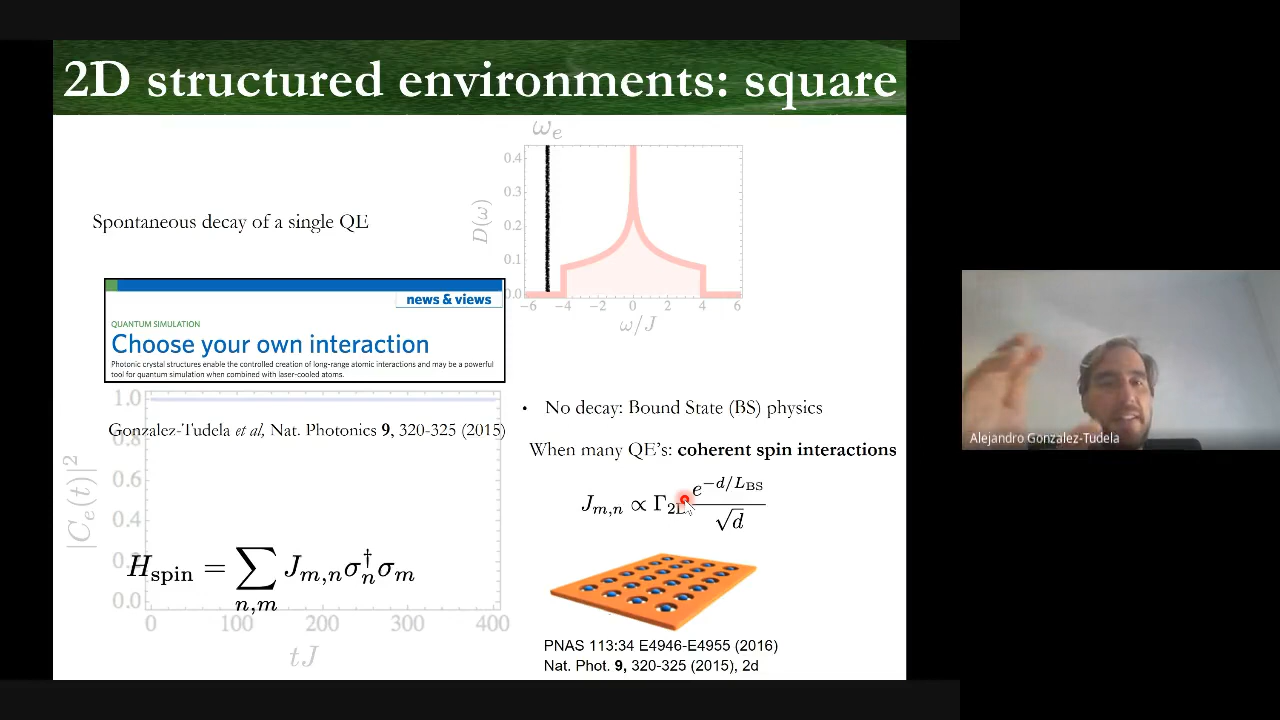 2D structured environments: square
ω_e
0.4
0.3
0.2
0.1
0.0
D(ω)
−6 −4 −2 0 2 4 6
ω/J
Spontaneous decay of a single QE
news & views
QUANTUM SIMULATION
Choose your own interaction
Photonic crystal structures enable the controlled creation of long-range atomic interactions and may be a powerful
tool for quantum simulation when combined with laser-cooled atoms.
Gonzalez-Tudela et al, Nat. Photonics 9, 320-325 (2015)
1.0
0.8
0.6
0.4
0.2
0.0
|C_e(t)|²
0 100 200 300 400
tJ
H_spin = ∑_{n,m} J_{m,n} σ_n^† σ_m
• No decay: Bound State (BS) physics
When many QE's: coherent spin interactions
J_{m,n} ∝ Γ_{2D} e^{−d/L_BS} / √d
PNAS 113:34 E4946-E4955 (2016)
Nat. Phot. 9, 320-325 (2015), 2d
Alejandro Gonzalez-Tudela